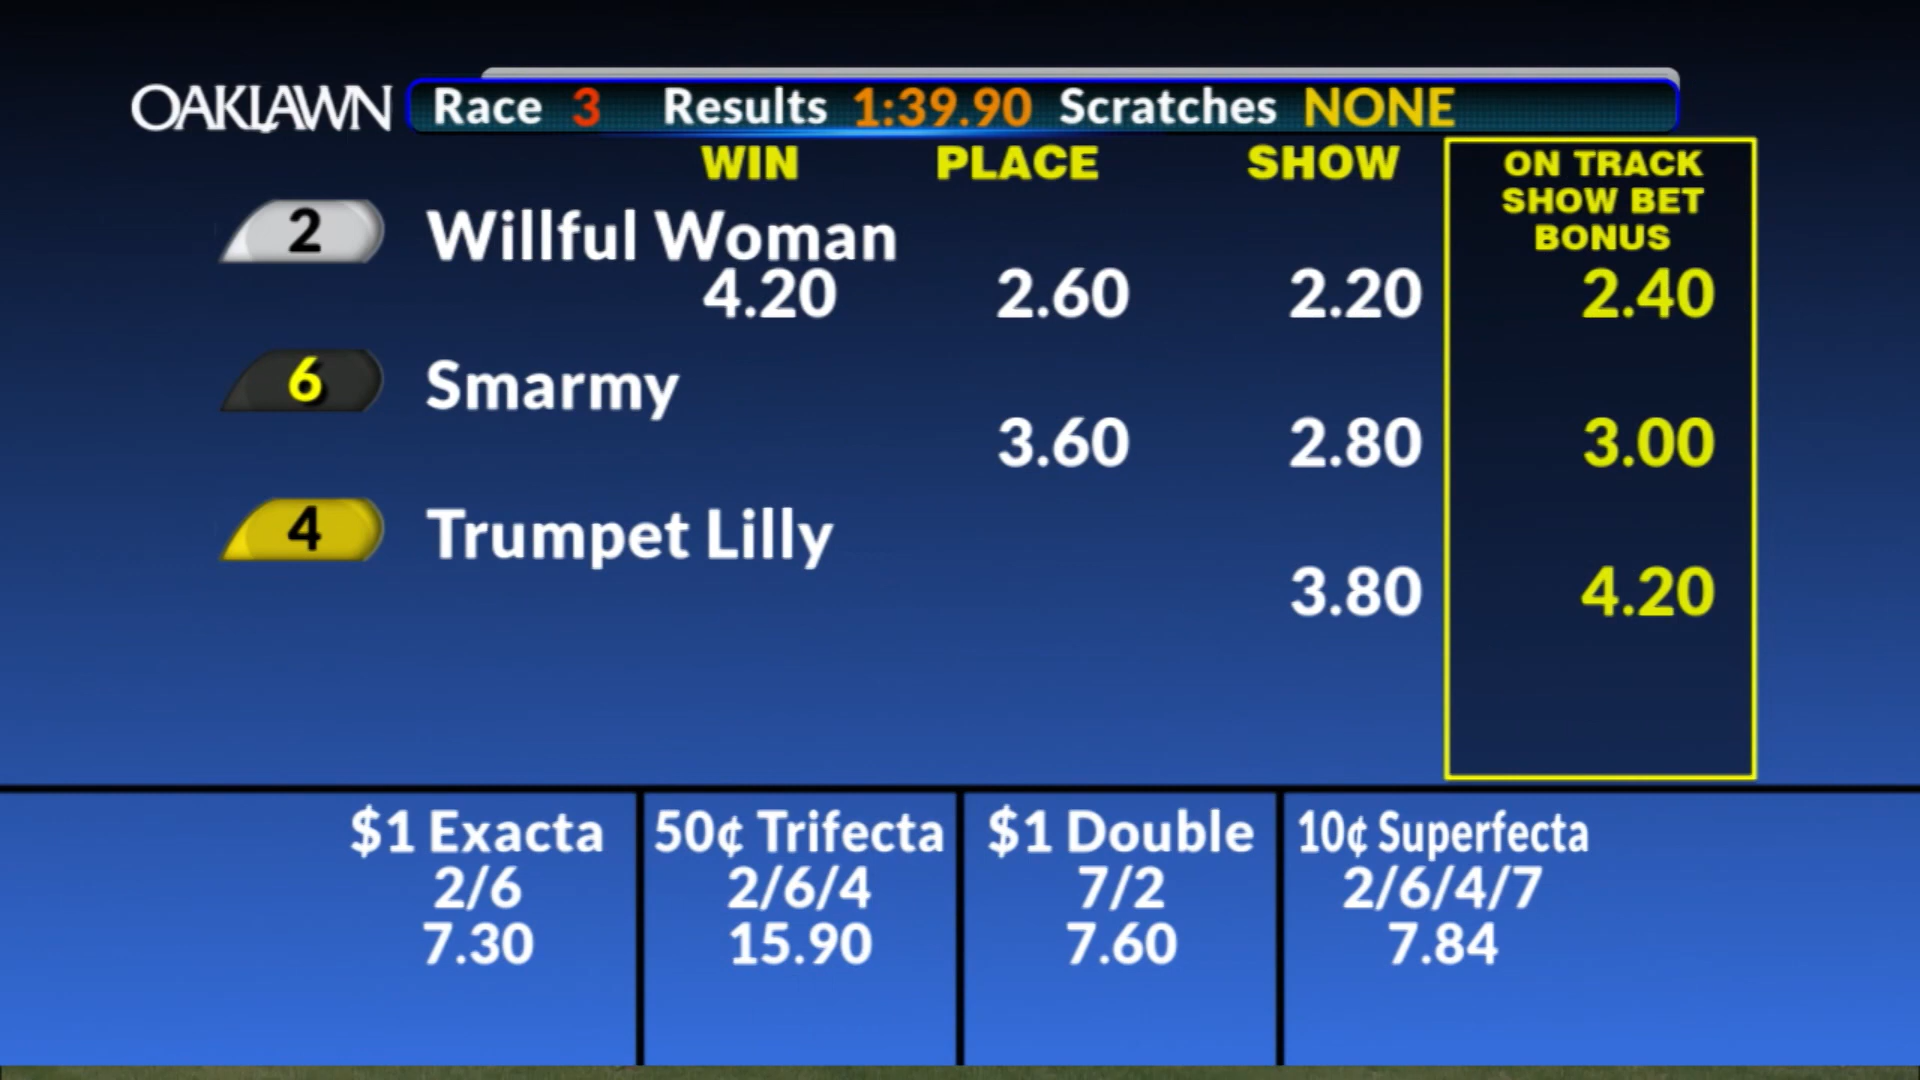 OAKLAWN Race 3 Results 1:39.90 Scratches NONE
WIN PLACE SHOW ON TRACK
SHOW BET
BONUS
2 Willful Woman
4.20 2.60 2.20 2.40
6 Smarmy
3.60 2.80 3.00
4 Trumpet Lilly
3.80 4.20
$1 Exacta 50¢ Trifecta $1 Double 10¢ Superfecta
2/6 2/6/4 7/2 2/6/4/7
7.30 15.90 7.60 7.84